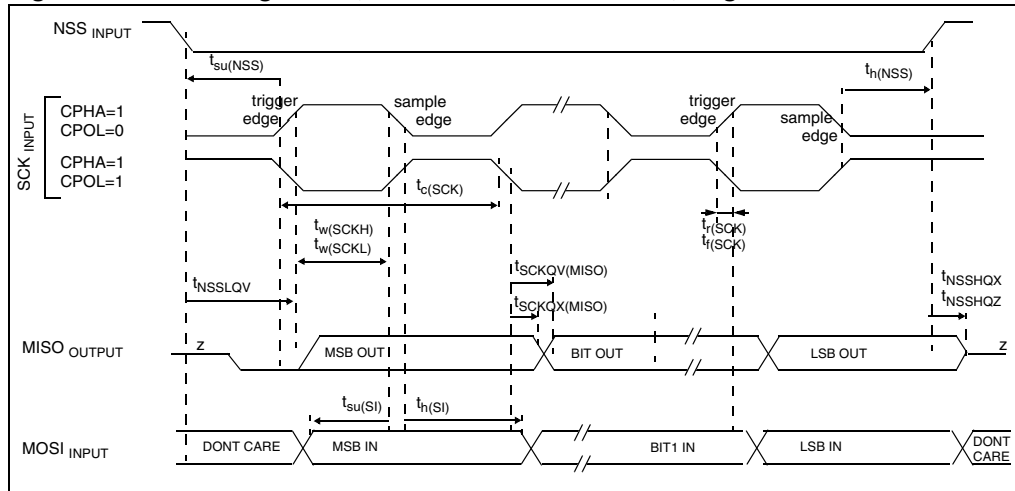 NSS INPUT
tsu(NSS)
th(NSS)
SCK INPUT
CPHA=1
CPOL=0
CPHA=1
CPOL=1
trigger
edge
sample
edge
trigger
edge
sample
edge
tc(SCK)
tw(SCKH)
tw(SCKL)
tr(SCK)
tf(SCK)
tNSSLQV
tSCKQV(MISO)
tSCKQX(MISO)
tNSSHQX
tNSSHQZ
MISO OUTPUT
z
MSB OUT
BIT OUT
LSB OUT
z
tsu(SI)
th(SI)
MOSI INPUT
DONT CARE
MSB IN
BIT1 IN
LSB IN
DONT
CARE